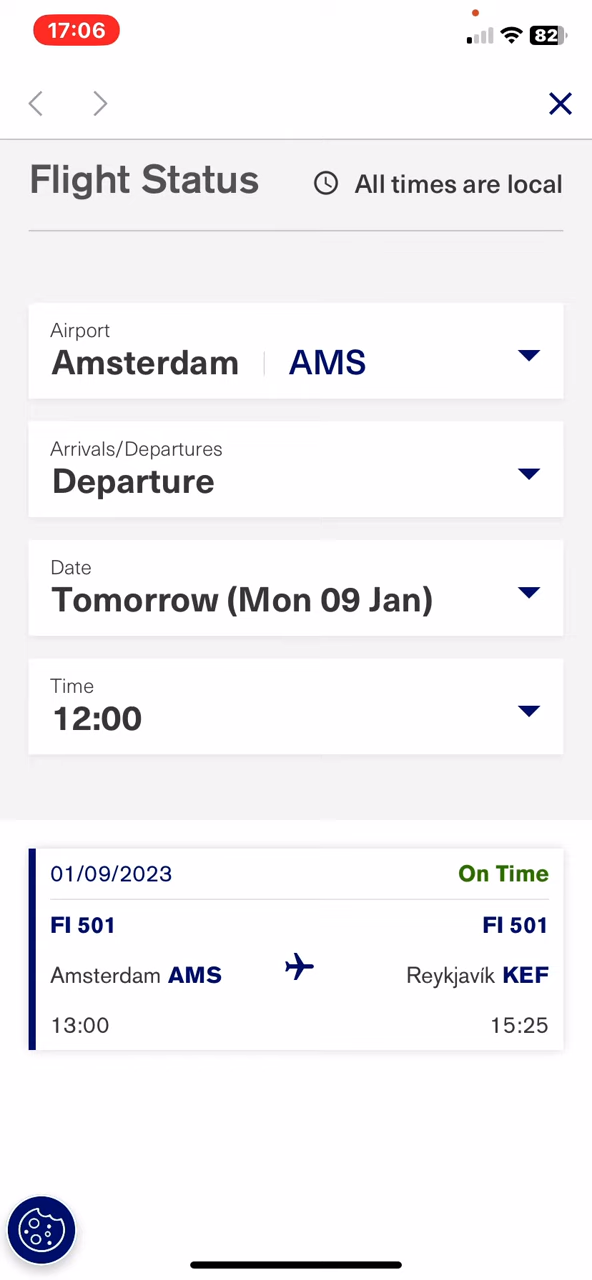 17:06
82
Flight Status
All times are local
Airport
Amsterdam AMS
Arrivals/Departures
Departure
Date
Tomorrow (Mon 09 Jan)
Time
12:00
01/09/2023 On Time
FI 501 FI 501
Amsterdam AMS Reykjavík KEF
13:00 15:25